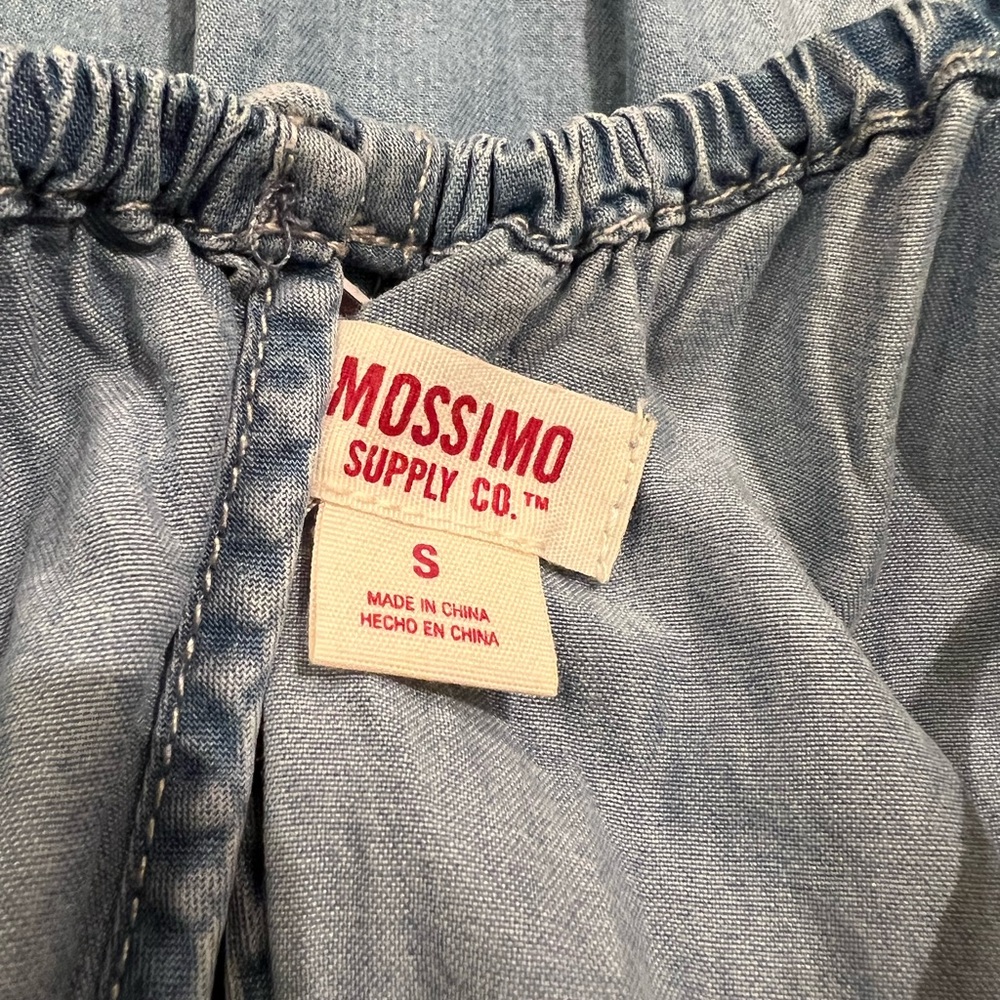 MOSSIMO
SUPPLY CO.™
S
MADE IN CHINA
HECHO EN CHINA